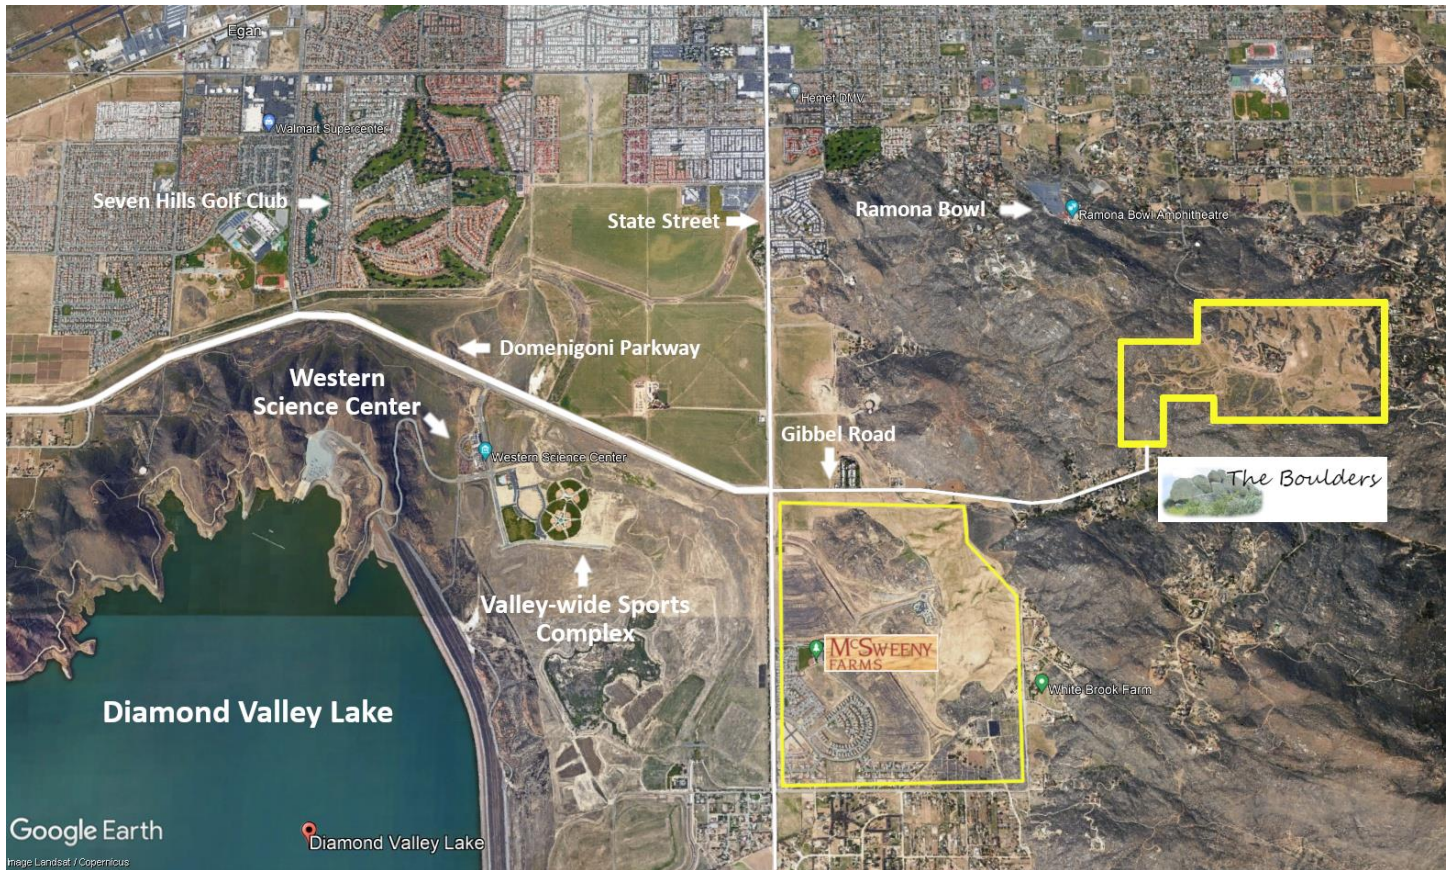 Egan
Hemet DMV
Walmart Supercenter
Seven Hills Golf Club
State Street
Ramona Bowl
Ramona Bowl Amphitheatre
Domenigoni Parkway
Western
Science Center
Gibbel Road
Western Science Center
The Boulders
Valley-wide Sports
Complex
McSweeny
Farms
White Brook Farm
Diamond Valley Lake
Google Earth
Diamond Valley Lake
Image Landsat / Copernicus